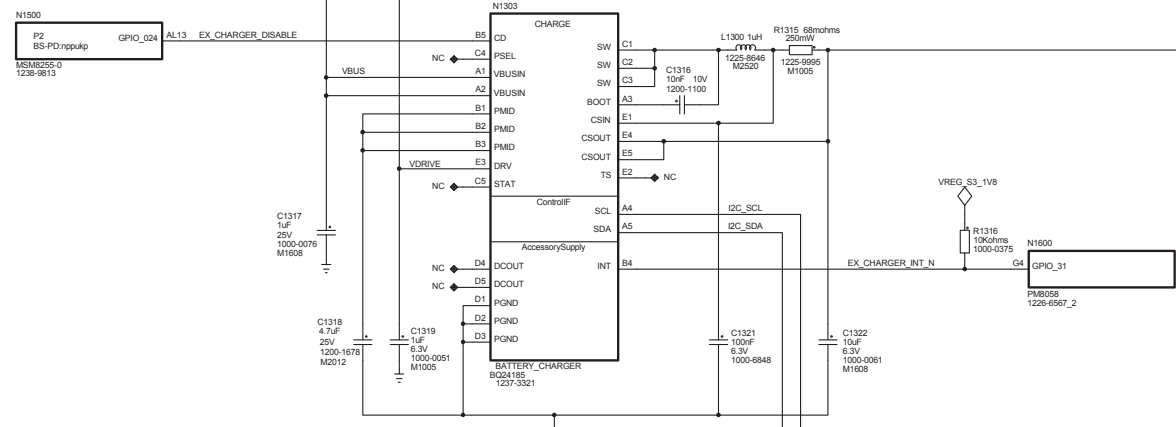 N1500
P2
BS-PD:nppukp
GPIO_024
AL13
EX_CHARGER_DISABLE
MSM8255-0
1238-9813
N1303
CHARGE
B5
CD
NC
C4
PSEL
VBUS
A1
VBUSIN
A2
VBUSIN
B1
PMID
B2
PMID
B3
PMID
VDRIVE
E3
DRV
NC
C5
STAT
SW
C1
SW
C2
SW
C3
BOOT
A3
CSIN
E1
CSOUT
E4
CSOUT
E5
TS
E2
NC
ControlIF
SCL
A4
I2C_SCL
SDA
A5
I2C_SDA
AccessorySupply
NC
D4
DCOUT
NC
D5
DCOUT
D1
PGND
D2
PGND
D3
PGND
INT
B4
EX_CHARGER_INT_N
BATTERY_CHARGER
BQ24185
1237-3321
L1300 1uH
1225-8646
M2520
R1315 68mohms
250mW
1225-9995
M1005
C1316
10nF 10V
1200-1100
VREG_S3_1V8
R1316
10Kohms
1000-0375
N1600
G4
GPIO_31
PM8058
1226-6567_2
C1317
1uF
25V
1000-0076
M1608
C1318
4.7uF
25V
1200-1678
M2012
C1319
1uF
6.3V
1000-0051
M1005
C1321
100nF
6.3V
1000-6848
C1322
10uF
6.3V
1000-0061
M1608